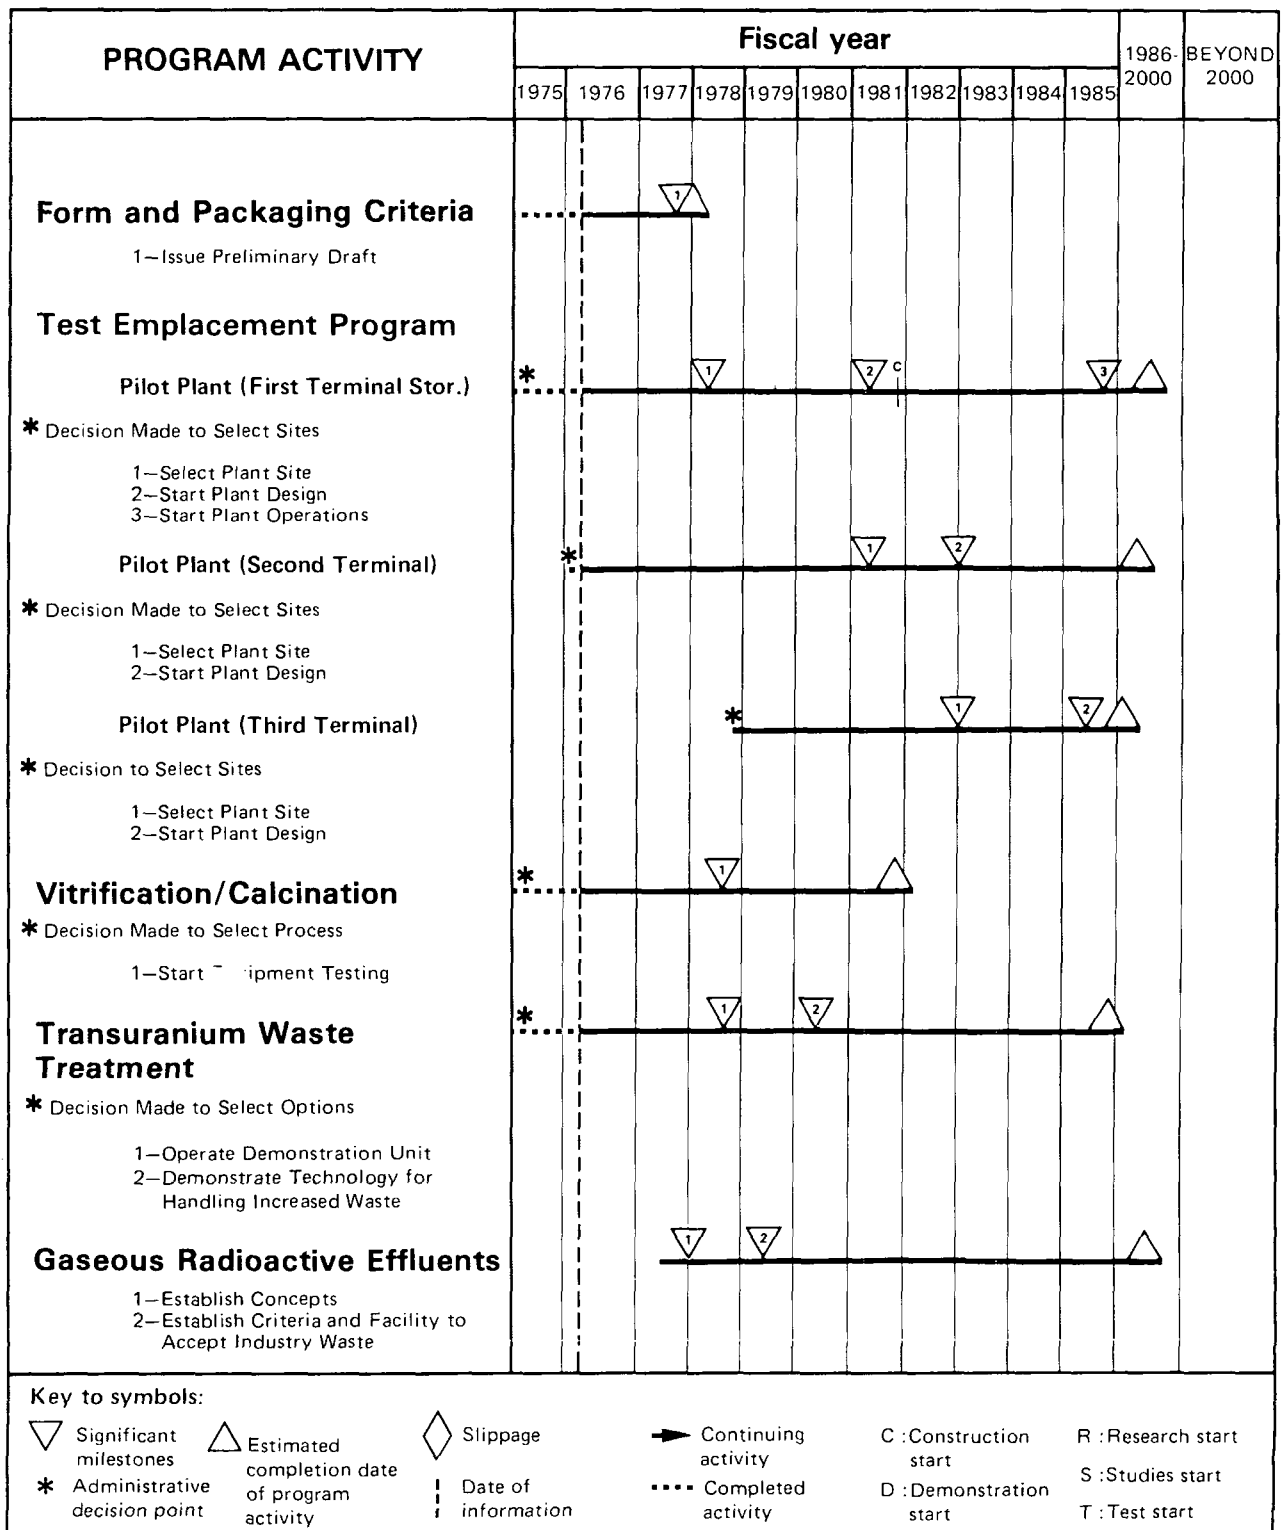 PROGRAM ACTIVITY
Fiscal year
1986-
2000
BEYOND
2000
1975 1976 1977 1978 1979 1980 1981 1982 1983 1984 1985
Form and Packaging Criteria
1
1—Issue Preliminary Draft
Test Emplacement Program
Pilot Plant (First Terminal Stor.)
* 1 2 C 3
* Decision Made to Select Sites
1—Select Plant Site
2—Start Plant Design
3—Start Plant Operations
Pilot Plant (Second Terminal)
* 1 2
* Decision Made to Select Sites
1—Select Plant Site
2—Start Plant Design
Pilot Plant (Third Terminal)
* 1 2
* Decision to Select Sites
1—Select Plant Site
2—Start Plant Design
Vitrification/Calcination
* 1
* Decision Made to Select Process
1—Start ipment Testing
Transuranium Waste
Treatment
* 1 2
* Decision Made to Select Options
1—Operate Demonstration Unit
2—Demonstrate Technology for
Handling Increased Waste
Gaseous Radioactive Effluents
1 2
1—Establish Concepts
2—Establish Criteria and Facility to
Accept Industry Waste
Key to symbols:
Significant
milestones
* Administrative
decision point
Estimated
completion date
of program
activity
Slippage
Date of
information
Continuing
activity
Completed
activity
C :Construction
start
D :Demonstration
start
R :Research start
S :Studies start
T :Test start